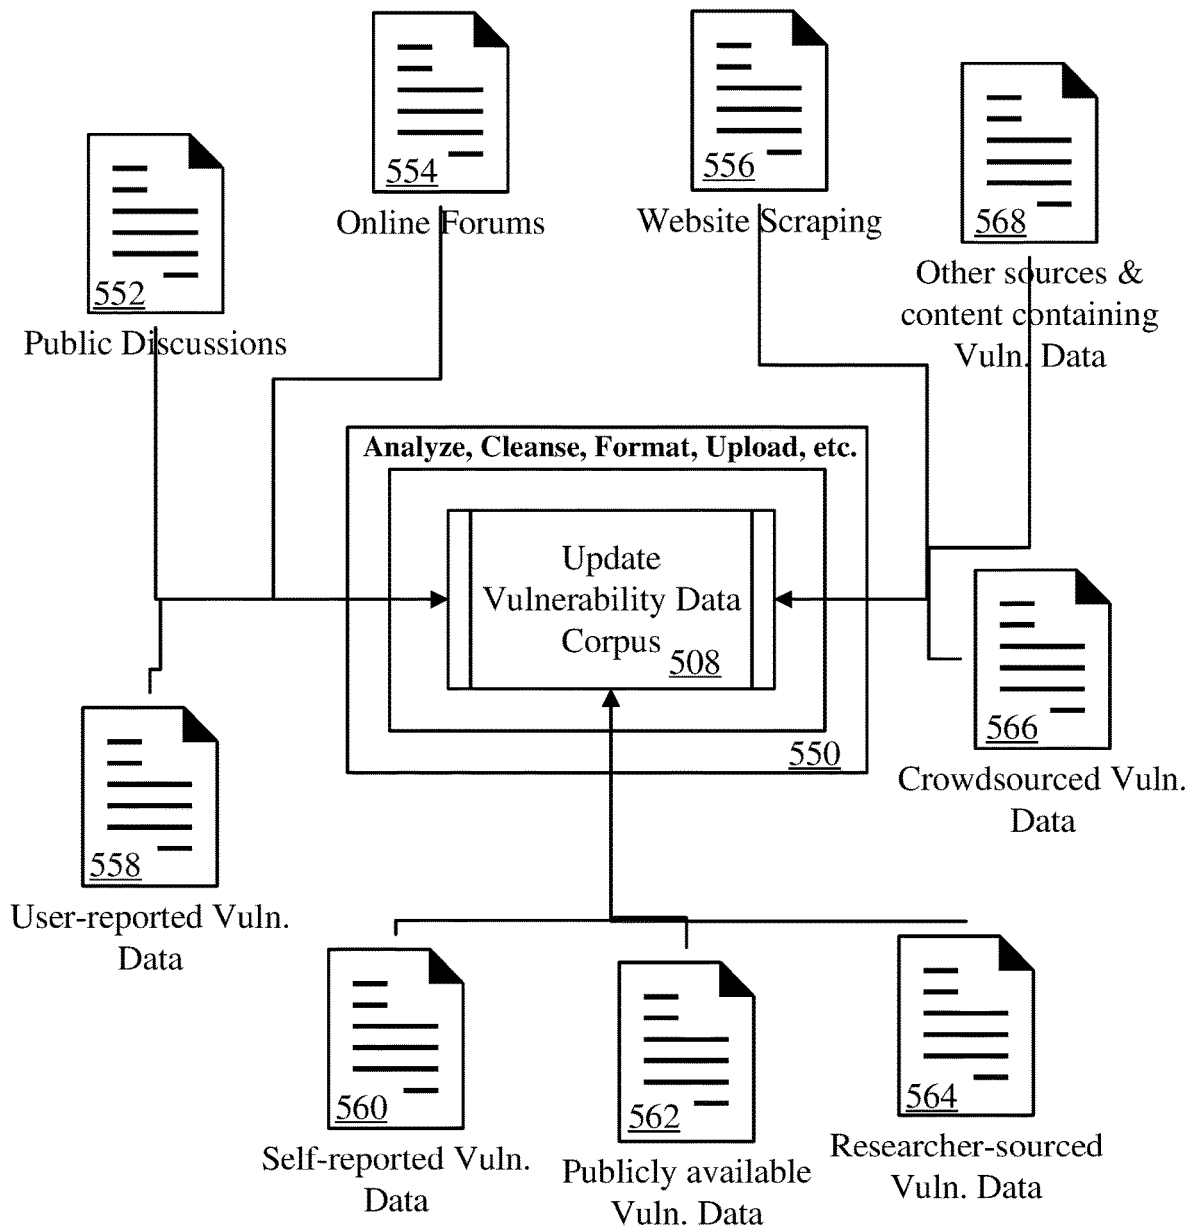 554
Online Forums
556
Website Scraping
568
Other sources &
content containing
Vuln. Data
552
Public Discussions
Analyze, Cleanse, Format, Upload, etc.
Update
Vulnerability Data
Corpus
508
550
566
Crowdsourced Vuln.
Data
558
User-reported Vuln.
Data
560
Self-reported Vuln.
Data
562
Publicly available
Vuln. Data
564
Researcher-sourced
Vuln. Data